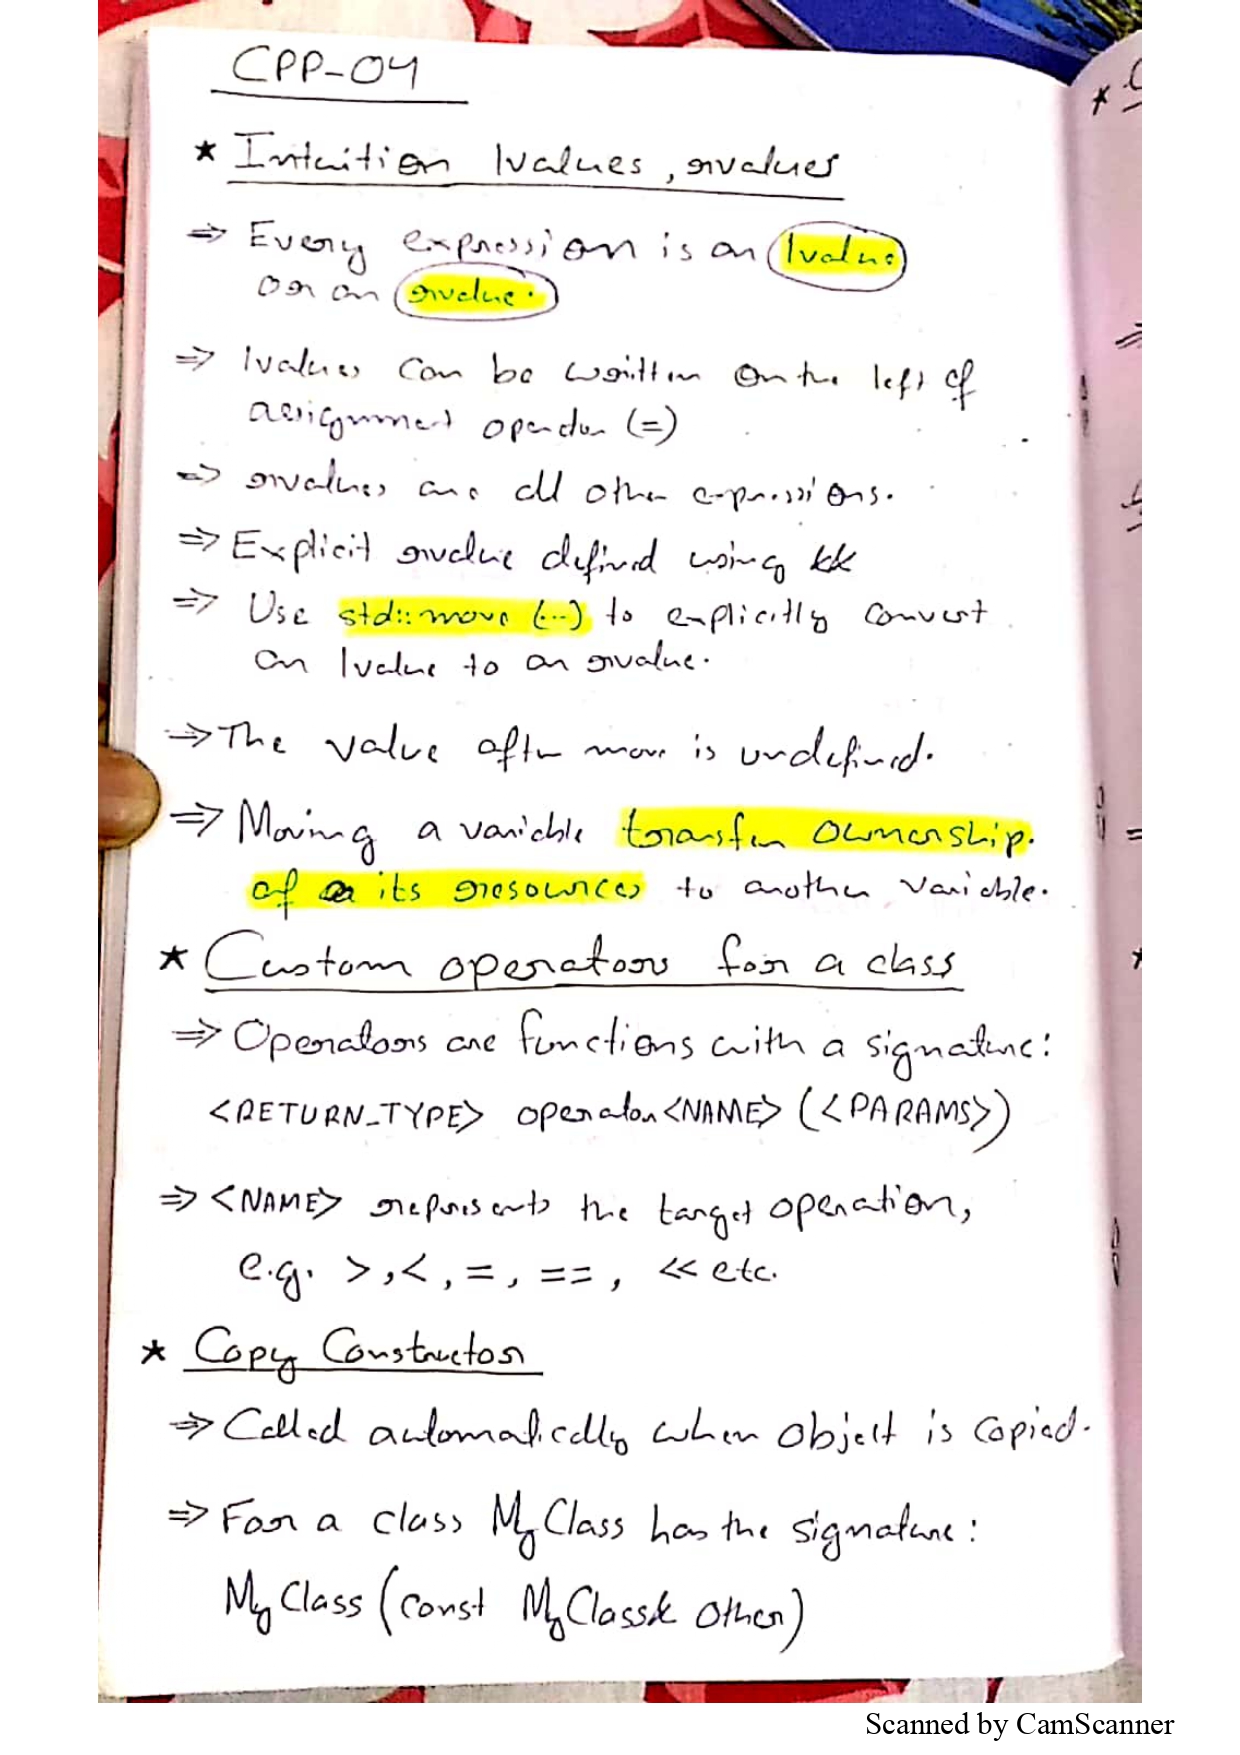 CPP-04
* Intuition lvalues, rvalues
⇒ Every expression is an lvalue
or an rvalue.
⇒ lvalues can be written on the left of
assignment operator (=)
⇒ rvalues are all other expressions.
⇒ Explicit rvalue defined using &&
⇒ Use std::move(...) to explicitly convert
an lvalue to an rvalue.
⇒ The value after move is undefined.
⇒ Moving a variable transfer ownership.
of its resources to another variable.
* Custom operators for a class
⇒ Operators are functions with a signature:
<RETURN_TYPE> operator<NAME> (<PARAMS>)
⇒ <NAME> represents the target operation,
e.g. >, <, =, ==, << etc.
* Copy Constructor
⇒ Called automatically when object is copied.
⇒ For a class MyClass has the signature:
MyClass (const MyClass& other)
Scanned by CamScanner